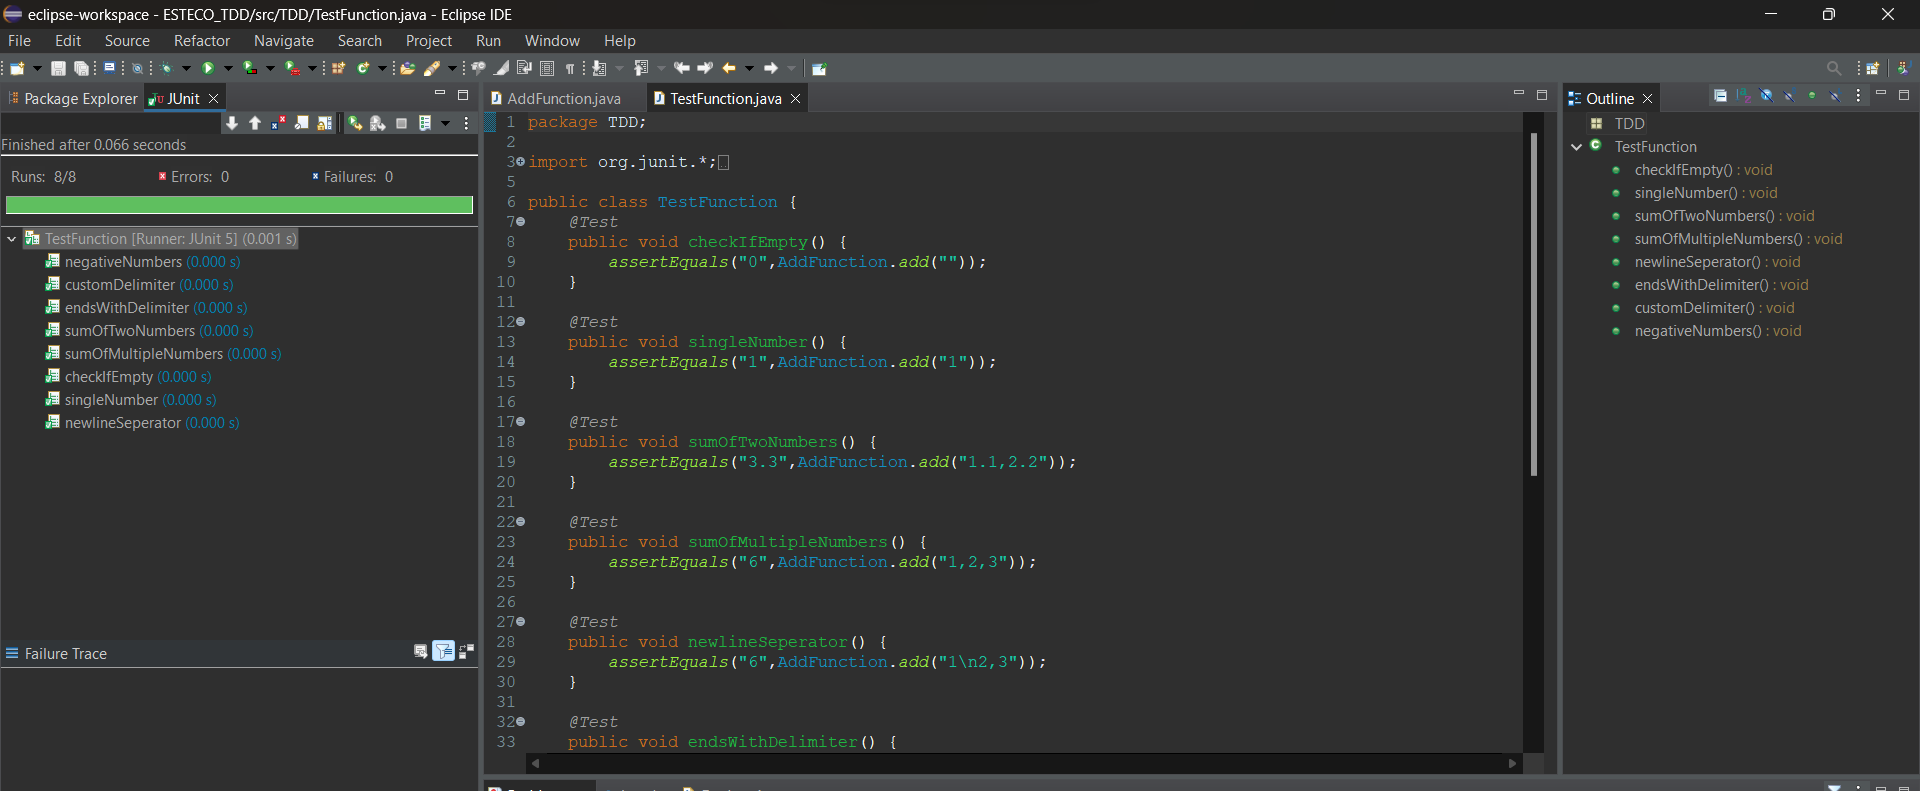 eclipse-workspace - ESTECO_TDD/src/TDD/TestFunction.java - Eclipse IDE
File Edit Source Refactor Navigate Search Project Run Window Help
Package Explorer
JUnit
Finished after 0.066 seconds
Runs: 8/8 Errors: 0 Failures: 0
TestFunction [Runner: JUnit 5] (0.001 s)
negativeNumbers (0.000 s)
customDelimiter (0.000 s)
endsWithDelimiter (0.000 s)
sumOfTwoNumbers (0.000 s)
sumOfMultipleNumbers (0.000 s)
checkIfEmpty (0.000 s)
singleNumber (0.000 s)
newlineSeperator (0.000 s)
Failure Trace
AddFunction.java TestFunction.java
1 package TDD;
2
3 import org.junit.*;
5
6 public class TestFunction {
7 @Test
8 public void checkIfEmpty() {
9 assertEquals("0",AddFunction.add(""));
10 }
11
12 @Test
13 public void singleNumber() {
14 assertEquals("1",AddFunction.add("1"));
15 }
16
17 @Test
18 public void sumOfTwoNumbers() {
19 assertEquals("3.3",AddFunction.add("1.1,2.2"));
20 }
21
22 @Test
23 public void sumOfMultipleNumbers() {
24 assertEquals("6",AddFunction.add("1,2,3"));
25 }
26
27 @Test
28 public void newlineSeperator() {
29 assertEquals("6",AddFunction.add("1\n2,3"));
30 }
31
32 @Test
33 public void endsWithDelimiter() {
Outline
TDD
TestFunction
checkIfEmpty() : void
singleNumber() : void
sumOfTwoNumbers() : void
sumOfMultipleNumbers() : void
newlineSeperator() : void
endsWithDelimiter() : void
customDelimiter() : void
negativeNumbers() : void